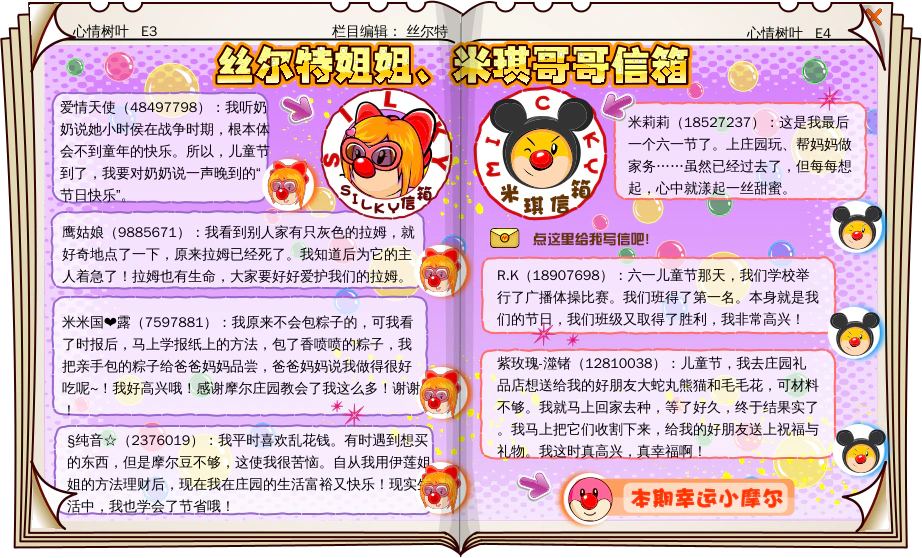 心情树叶 E3
栏目编辑： 丝尔特
心情树叶 E4
丝尔特姐姐、米琪哥哥信箱
爱情天使（48497798）：我听奶
奶说她小时侯在战争时期，根本体
会不到童年的快乐。所以，儿童节
到了，我要对奶奶说一声晚到的“
节日快乐”。
SILKY
SILKY信箱
鹰姑娘（9885671）：我看到别人家有只灰色的拉姆，就
好奇地点了一下，原来拉姆已经死了。我知道后为它的主
人着急了！拉姆也有生命，大家要好好爱护我们的拉姆。
米米国❤露（7597881）：我原来不会包粽子的，可我看
了时报后，马上学报纸上的方法，包了香喷喷的粽子，我
把亲手包的粽子给爸爸妈妈品尝，爸爸妈妈说我做得很好
吃呢~！我好高兴哦！感谢摩尔庄园教会了我这么多！谢谢
！
§纯音☆（2376019）：我平时喜欢乱花钱。有时遇到想买
的东西，但是摩尔豆不够，这使我很苦恼。自从我用伊莲姐
姐的方法理财后，现在我在庄园的生活富裕又快乐！现实生
活中，我也学会了节省哦！
MICKY
米琪信箱
米莉莉（18527237）：这是我最后
一个六一节了。上庄园玩、帮妈妈做
家务……虽然已经过去了，但每每想
起，心中就漾起一丝甜蜜。
点这里给我写信吧!
R.K（18907698）：六一儿童节那天，我们学校举
行了广播体操比赛。我们班得了第一名。本身就是我
们的节日，我们班级又取得了胜利，我非常高兴！
紫玫瑰-滢锗（12810038）：儿童节，我去庄园礼
品店想送给我的好朋友大蛇丸熊猫和毛毛花，可材料
不够。我就马上回家去种，等了好久，终于结果实了
。我马上把它们收割下来，给我的好朋友送上祝福与
礼物。我这时真高兴，真幸福啊！
本期幸运小摩尔